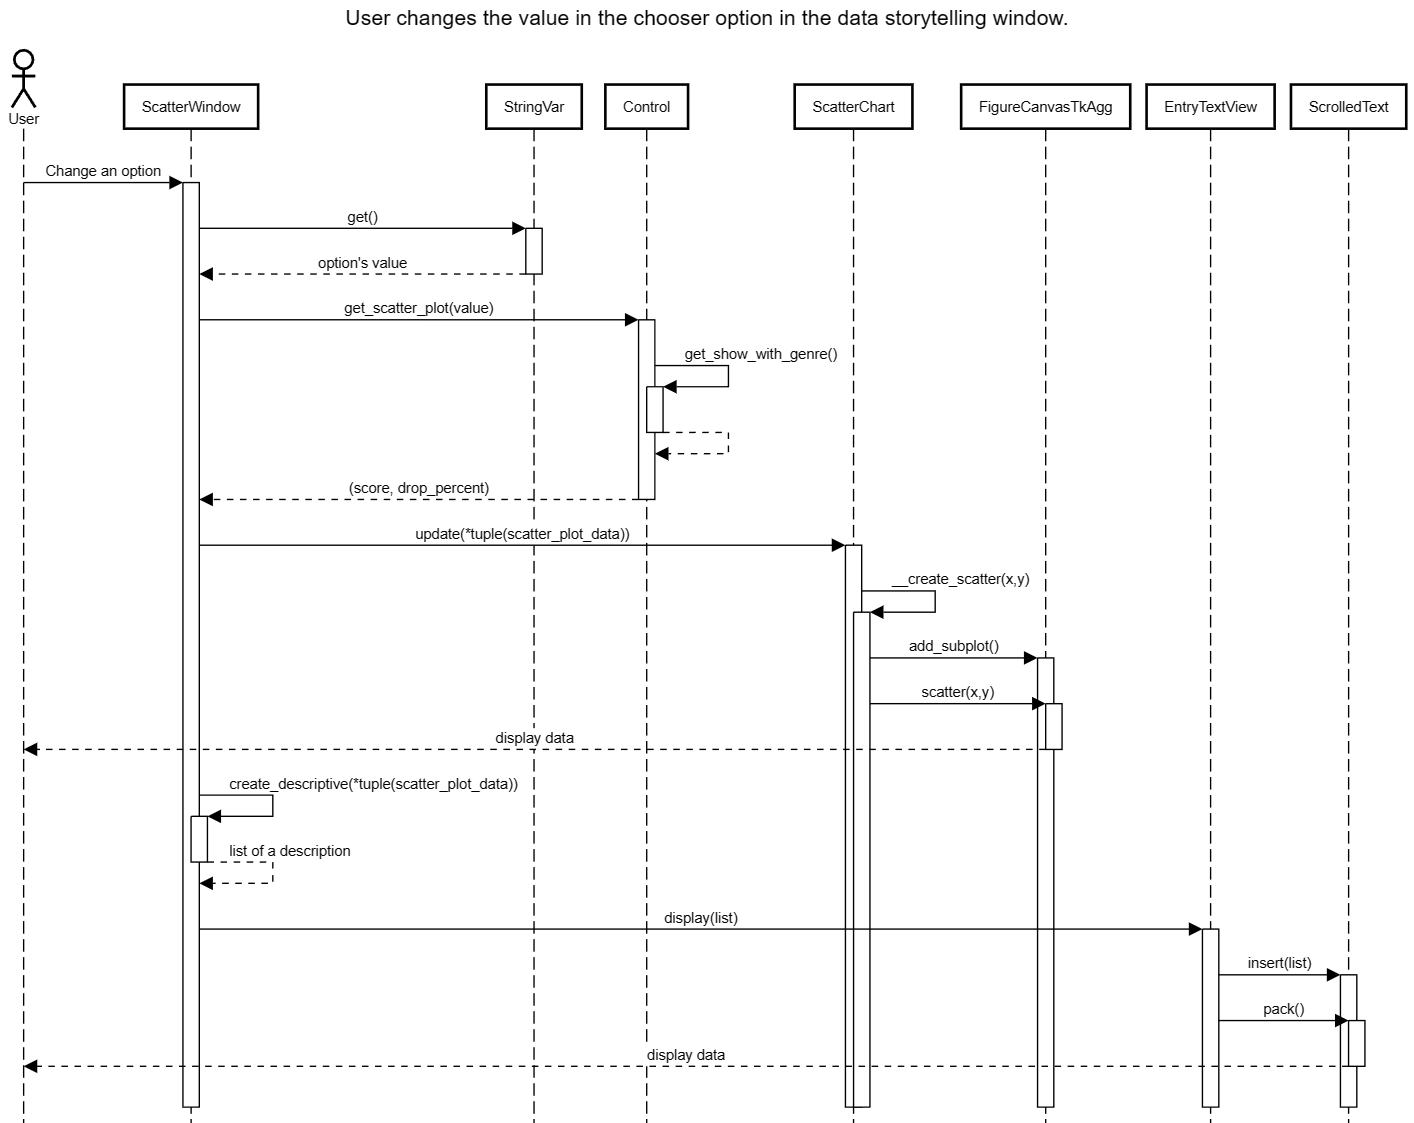 User changes the value in the chooser option in the data storytelling window.
User
ScatterWindow
StringVar
Control
ScatterChart
FigureCanvasTkAgg
EntryTextView
ScrolledText
Change an option
get()
option's value
get_scatter_plot(value)
get_show_with_genre()
(score, drop_percent)
update(*tuple(scatter_plot_data))
__create_scatter(x,y)
add_subplot()
scatter(x,y)
display data
create_descriptive(*tuple(scatter_plot_data))
list of a description
display(list)
insert(list)
pack()
display data